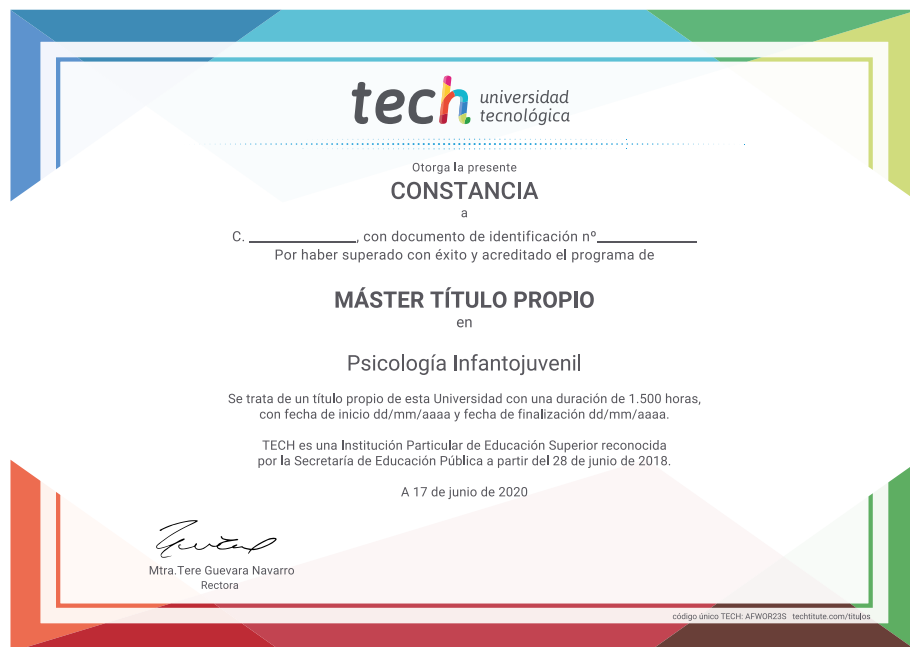 tech universidad
tecnológica
Otorga la presente
CONSTANCIA
a
C. ____________, con documento de identificación nº____________
Por haber superado con éxito y acreditado el programa de
MÁSTER TÍTULO PROPIO
en
Psicología Infantojuvenil
Se trata de un título propio de esta Universidad con una duración de 1.500 horas,
con fecha de inicio dd/mm/aaaa y fecha de finalización dd/mm/aaaa.
TECH es una Institución Particular de Educación Superior reconocida
por la Secretaría de Educación Pública a partir del 28 de junio de 2018.
A 17 de junio de 2020
Mtra.Tere Guevara Navarro
Rectora
código único TECH: AFWOR23S techtitute.com/titulos